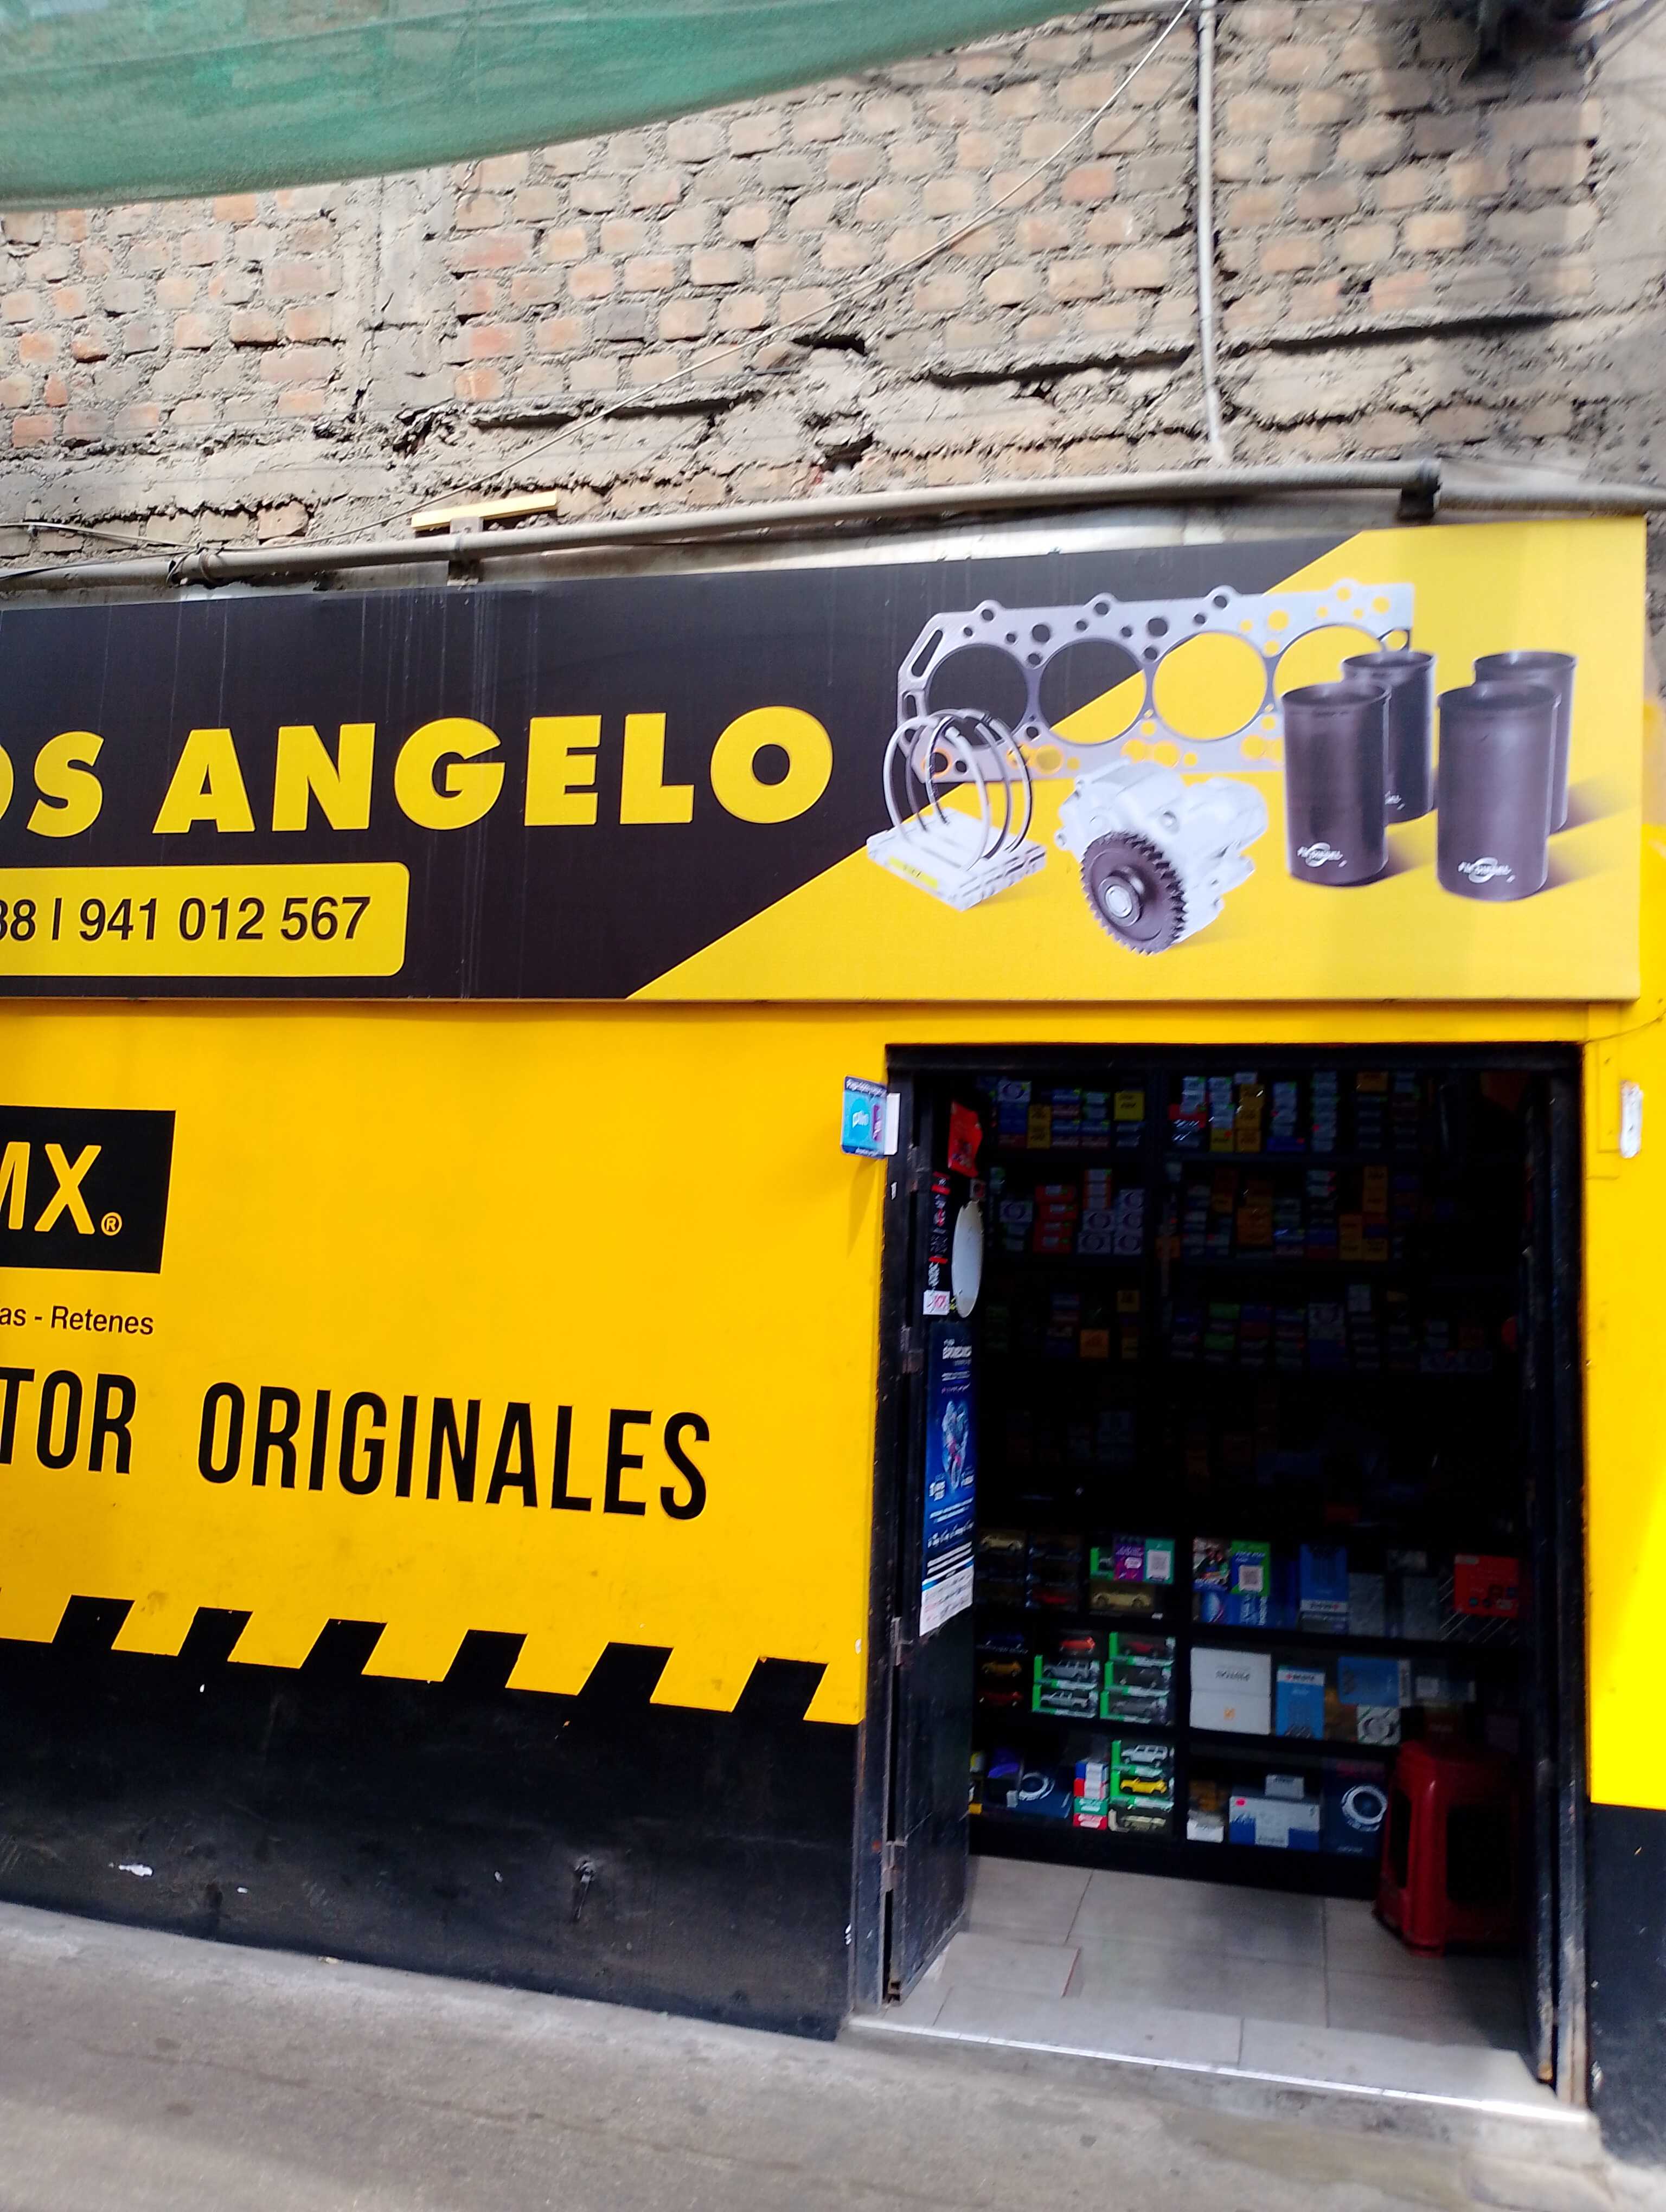 OS ANGELO
88 | 941 012 567
MX®
as - Retenes
TOR ORIGINALES